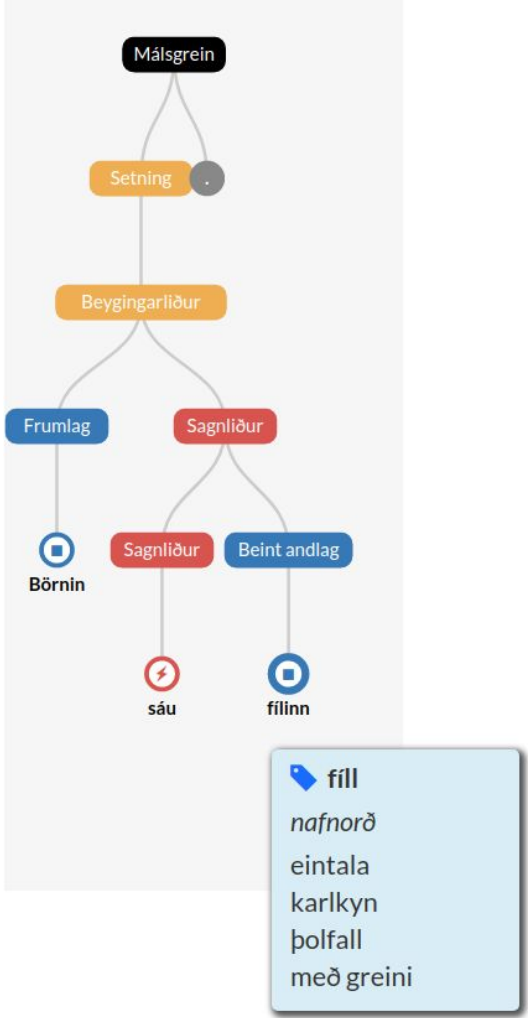 Málsgrein
Setning .
Beygingarliður
Frumlag Sagnliður
Sagnliður Beint andlag
Börnin
sáu fílinn
fíll
nafnorð
eintala
karlkyn
þolfall
með greini